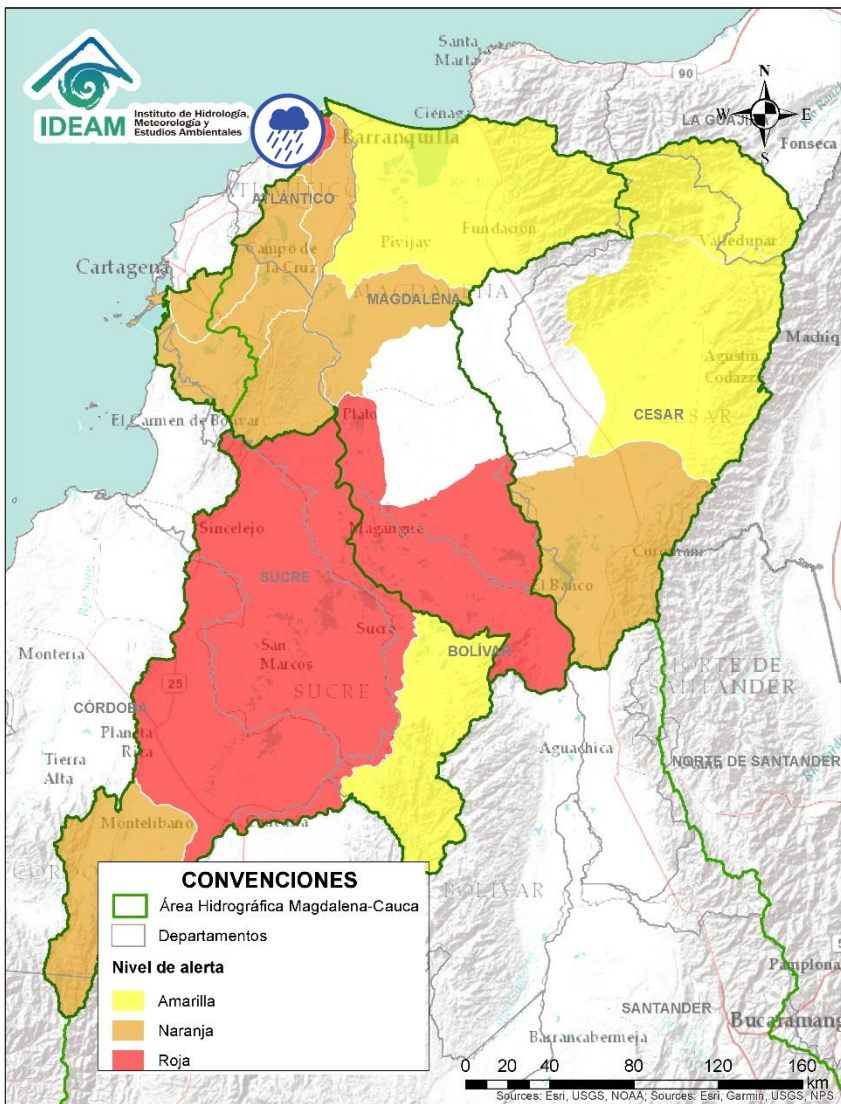 IDEAM
Instituto de Hidrología,
Meteorología y
Estudios Ambientales
Santa
Marta
90
N
W
E
S
Ciénaga
LA GUAJIRA
Fonseca
Barranquilla
ATLÁNTICO
Pivijay
Fundación
Valledupar
Campo de
la Cruz
Cartagena
MAGDALENA
Machiq
Agustín
Codazzi
El Carmen de Bolívar
Plato
CESAR
Sincelejo
Magangué
SUCRE
El Banco
Sucre
San
Marcos
SUCRE
BOLÍVAR
Montería
25
NORTE DE
SANTANDER
CÓRDOBA
Planeta
Rica
Tierra
Alta
Aguachica
NORTE DE SANTANDER
Montelíbano
BOLÍVAR
CONVENCIONES
Área Hidrográfica Magdalena-Cauca
Departamentos
Nivel de alerta
Amarilla
Naranja
Roja
Pamplona
SANTANDER
Bucaramang
Barrancabermeja
0 20 40 80 120 160
km
Sources: Esri, USGS, NOAA; Sources: Esri, Garmin, USGS, NPS